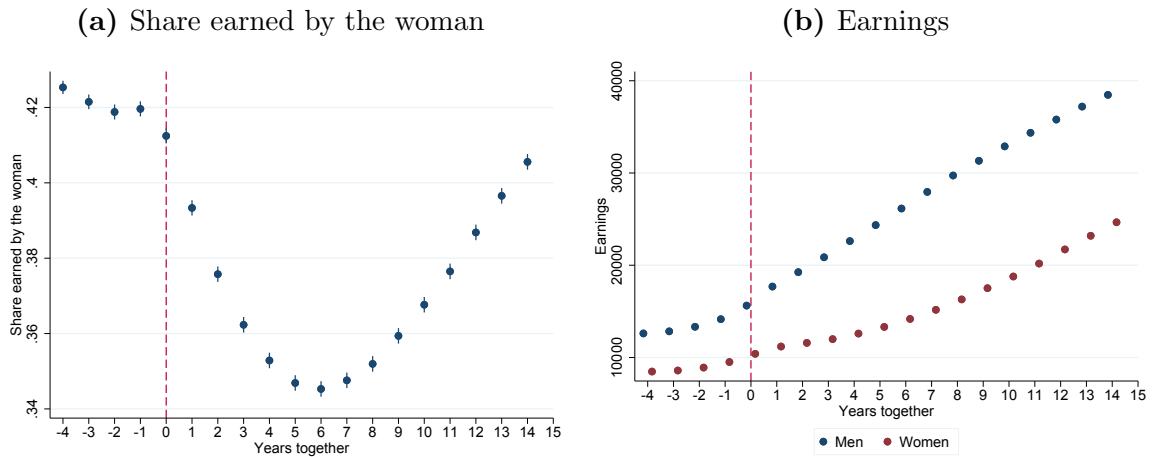 (a) Share earned by the woman
Share earned by the woman
.42
.4
.38
.36
.34
-4 -3 -2 -1 0 1 2 3 4 5 6 7 8 9 10 11 12 13 14 15
Years together
(b) Earnings
Earnings
40000
30000
20000
10000
-4 -3 -2 -1 0 1 2 3 4 5 6 7 8 9 10 11 12 13 14 15
Years together
Men Women